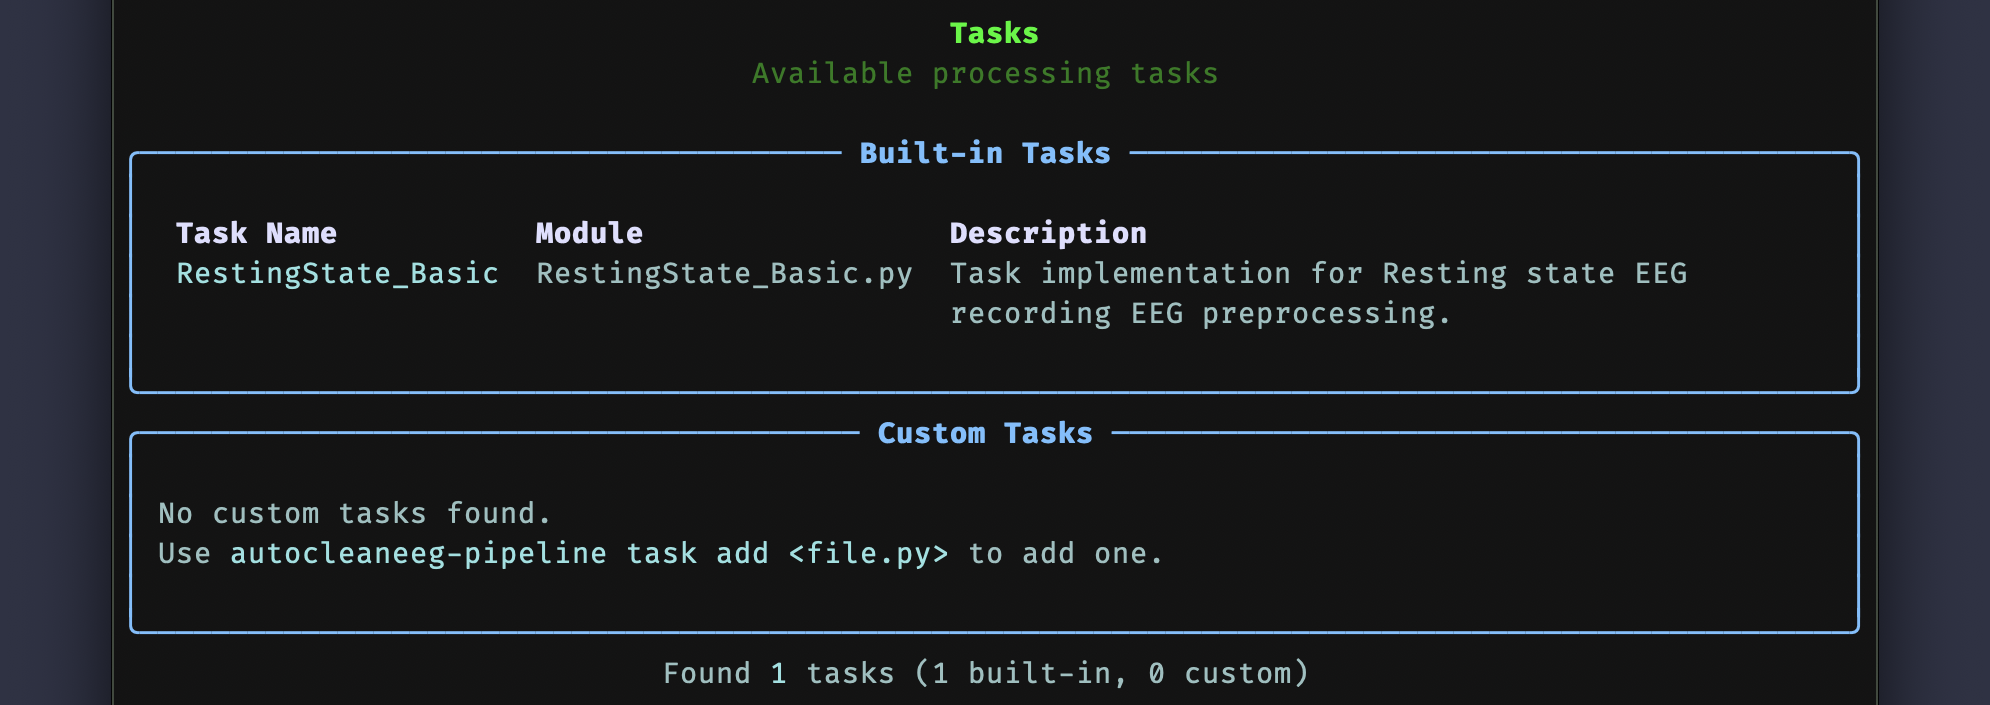 Tasks
Available processing tasks
Built-in Tasks
Task Name Module Description
RestingState_Basic RestingState_Basic.py Task implementation for Resting state EEG
recording EEG preprocessing.
Custom Tasks
No custom tasks found.
Use autocleaneeg-pipeline task add <file.py> to add one.
Found 1 tasks (1 built-in, 0 custom)